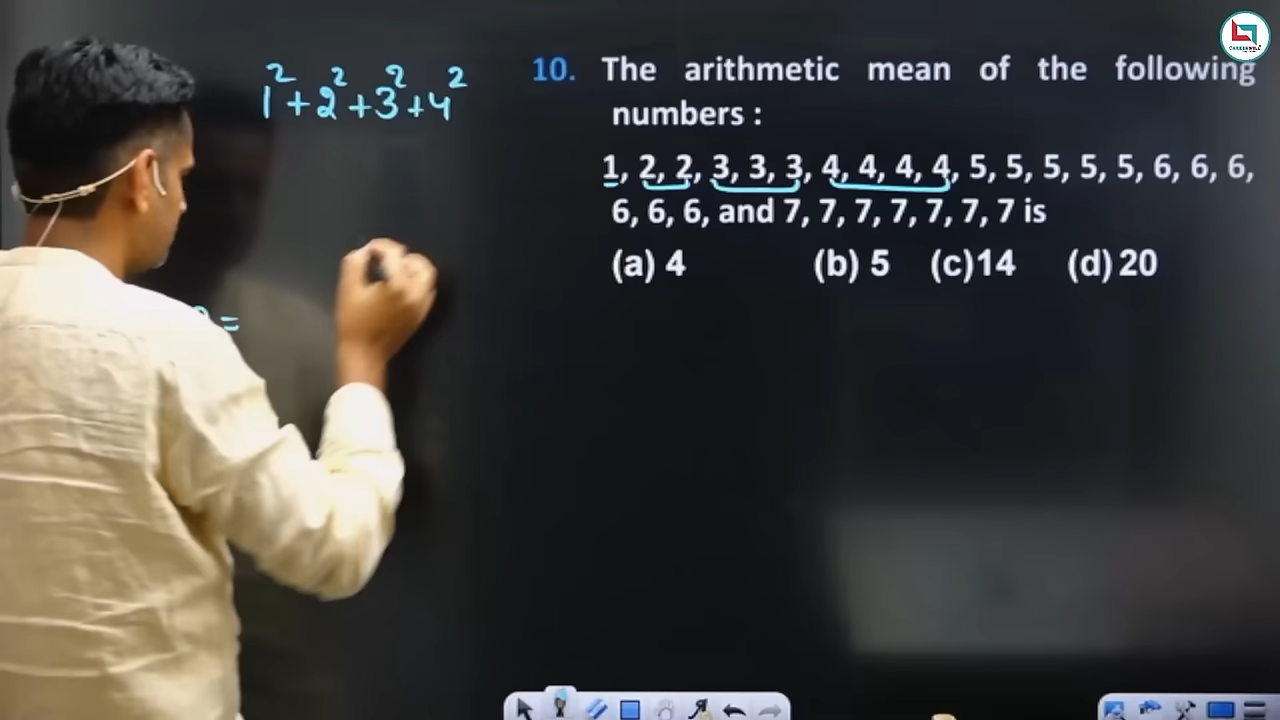 1² + 2² + 3² + 4²
10. The arithmetic mean of the following
numbers :
1, 2, 2, 3, 3, 3, 4, 4, 4, 4, 5, 5, 5, 5, 5, 6, 6, 6,
6, 6, 6, and 7, 7, 7, 7, 7, 7, 7 is
(a) 4 (b) 5 (c)14 (d) 20
=